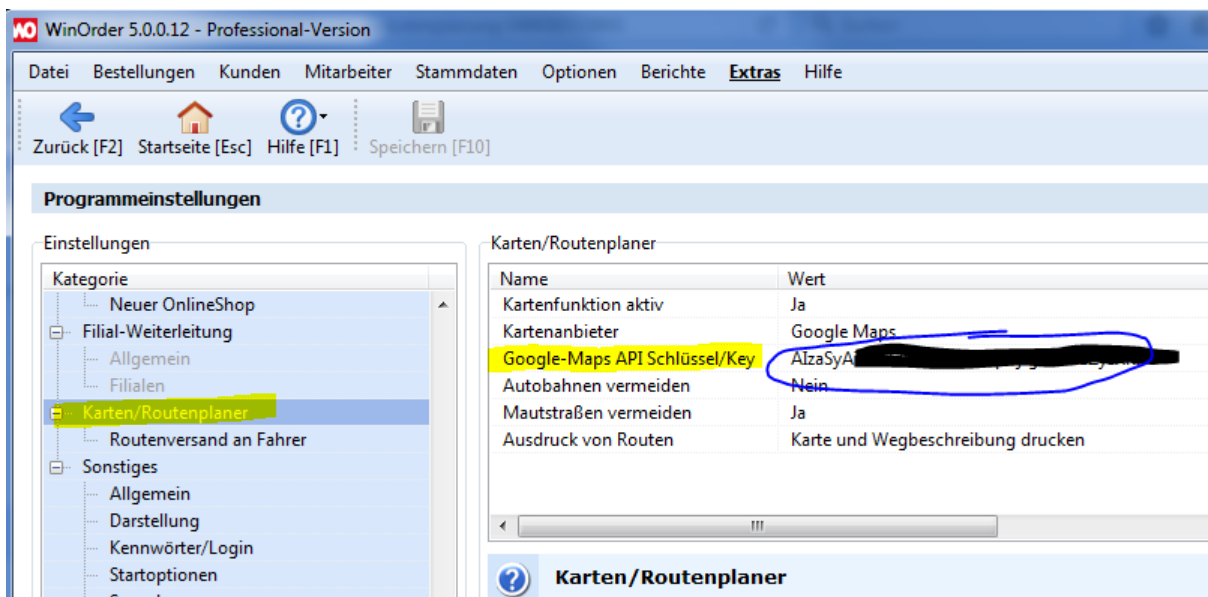 WO WinOrder 5.0.0.12 - Professional-Version
Datei Bestellungen Kunden Mitarbeiter Stammdaten Optionen Berichte Extras Hilfe
Zurück [F2] Startseite [Esc] Hilfe [F1] Speichern [F10]
Programmeinstellungen
Einstellungen
Kategorie
Neuer OnlineShop
Filial-Weiterleitung
Allgemein
Filialen
Karten/Routenplaner
Routenversand an Fahrer
Sonstiges
Allgemein
Darstellung
Kennwörter/Login
Startoptionen
Karten/Routenplaner
Name Wert
Kartenfunktion aktiv Ja
Kartenanbieter Google Maps
Google-Maps API Schlüssel/Key AIzaSyA
Autobahnen vermeiden Nein
Mautstraßen vermeiden Ja
Ausdruck von Routen Karte und Wegbeschreibung drucken
Karten/Routenplaner